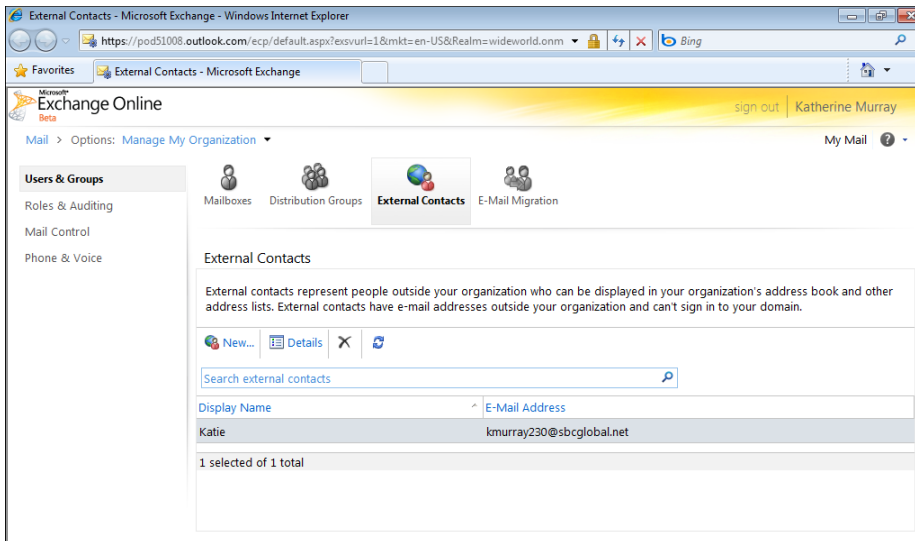 External Contacts - Microsoft Exchange - Windows Internet Explorer
https://pod51008.outlook.com/ecp/default.aspx?exsvurl=1&mkt=en-US&Realm=wideworld.onm
Bing
Favorites
External Contacts - Microsoft Exchange
Microsoft
Exchange Online
Beta
sign out
Katherine Murray
Mail > Options: Manage My Organization
My Mail
Users & Groups
Roles & Auditing
Mail Control
Phone & Voice
Mailboxes
Distribution Groups
External Contacts
E-Mail Migration
External Contacts
External contacts represent people outside your organization who can be displayed in your organization's address book and other
address lists. External contacts have e-mail addresses outside your organization and can't sign in to your domain.
New...
Details
Search external contacts
Display Name
E-Mail Address
Katie
kmurray230@sbcglobal.net
1 selected of 1 total